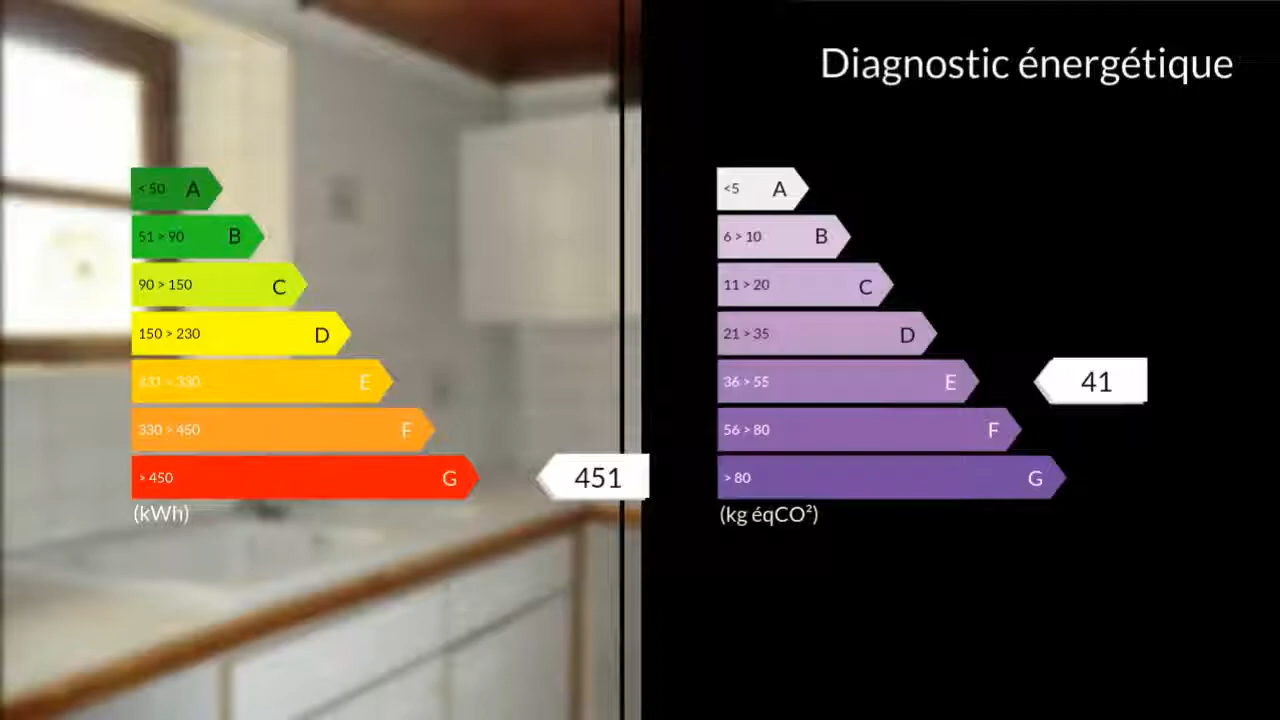 Diagnostic énergétique
< 50 A
51 > 90 B
90 > 150 C
150 > 230 D
E
330 > 450 F
> 450 G
451
(kWh)
<5 A
6 > 10 B
11 > 20 C
21 > 35 D
36 > 55 E
41
56 > 80 F
> 80 G
(kg éqCO²)